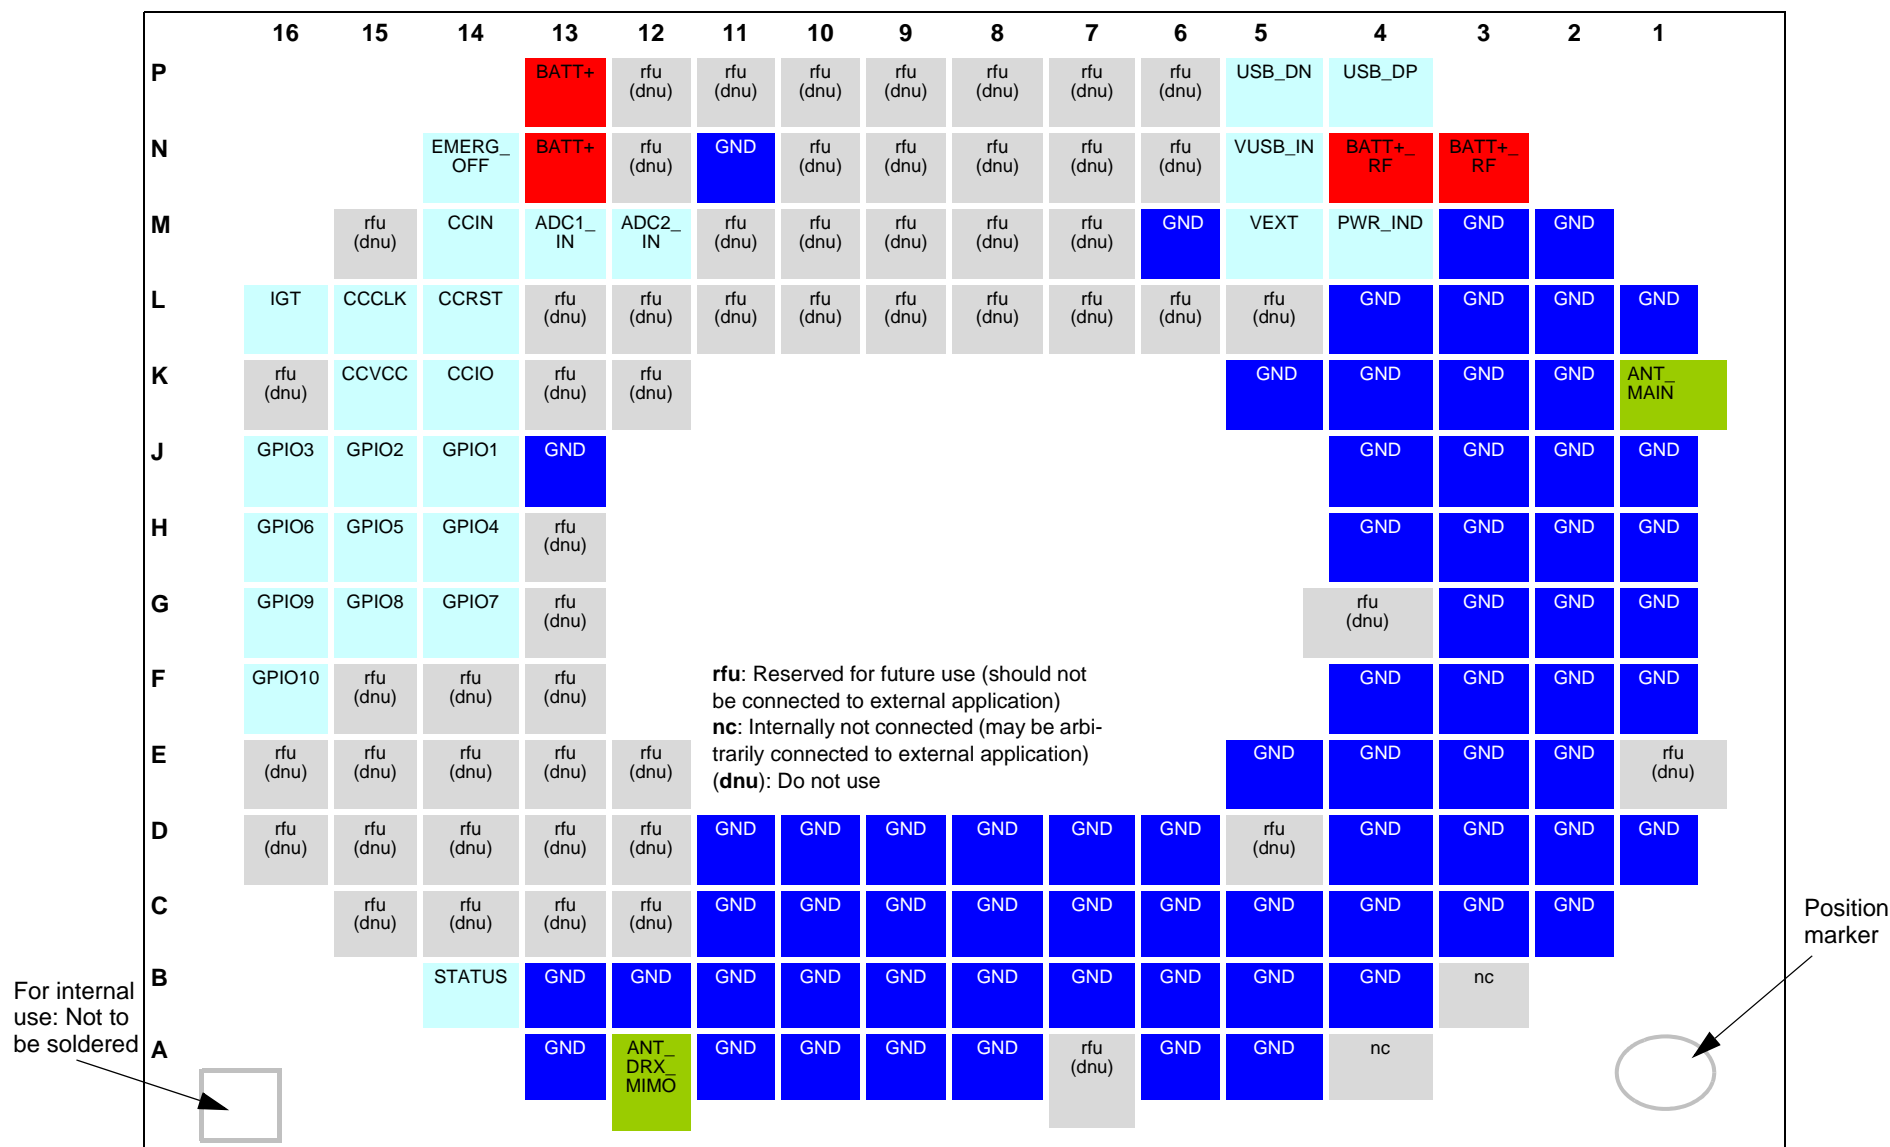 16 15 14 13 12 11 10 9 8 7 6 5 4 3 2 1
P BATT+ rfu rfu rfu rfu rfu rfu rfu USB_DN USB_DP
(dnu) (dnu) (dnu) (dnu) (dnu) (dnu) (dnu)
N EMERG_ BATT+ rfu GND rfu rfu rfu rfu rfu VUSB_IN BATT+_ BATT+_
OFF (dnu) (dnu) (dnu) (dnu) (dnu) (dnu) RF RF
M rfu CCIN ADC1_ ADC2_ rfu rfu rfu rfu rfu GND VEXT PWR_IND GND GND
(dnu) IN IN (dnu) (dnu) (dnu) (dnu) (dnu)
L IGT CCCLK CCRST rfu rfu rfu rfu rfu rfu rfu rfu rfu GND GND GND GND
(dnu) (dnu) (dnu) (dnu) (dnu) (dnu) (dnu) (dnu) (dnu)
K rfu CCVCC CCIO rfu rfu GND GND GND GND ANT_
(dnu) (dnu) (dnu) MAIN
J GPIO3 GPIO2 GPIO1 GND GND GND GND GND
H GPIO6 GPIO5 GPIO4 rfu GND GND GND GND
(dnu)
G GPIO9 GPIO8 GPIO7 rfu rfu GND GND GND
(dnu) (dnu)
F GPIO10 rfu rfu rfu GND GND GND GND
(dnu) (dnu) (dnu)
rfu: Reserved for future use (should not
be connected to external application)
nc: Internally not connected (may be arbi-
trarily connected to external application)
(dnu): Do not use
E rfu rfu rfu rfu rfu GND GND GND GND rfu
(dnu) (dnu) (dnu) (dnu) (dnu) (dnu)
D rfu rfu rfu rfu rfu GND GND GND GND GND GND rfu GND GND GND GND
(dnu) (dnu) (dnu) (dnu) (dnu) (dnu)
C rfu rfu rfu rfu GND GND GND GND GND GND GND GND GND GND
(dnu) (dnu) (dnu) (dnu)
Position
marker
B STATUS GND GND GND GND GND GND GND GND GND GND nc
For internal
use: Not to
be soldered
A GND ANT_ GND GND GND GND rfu GND GND nc
DRX_ (dnu)
MIMO